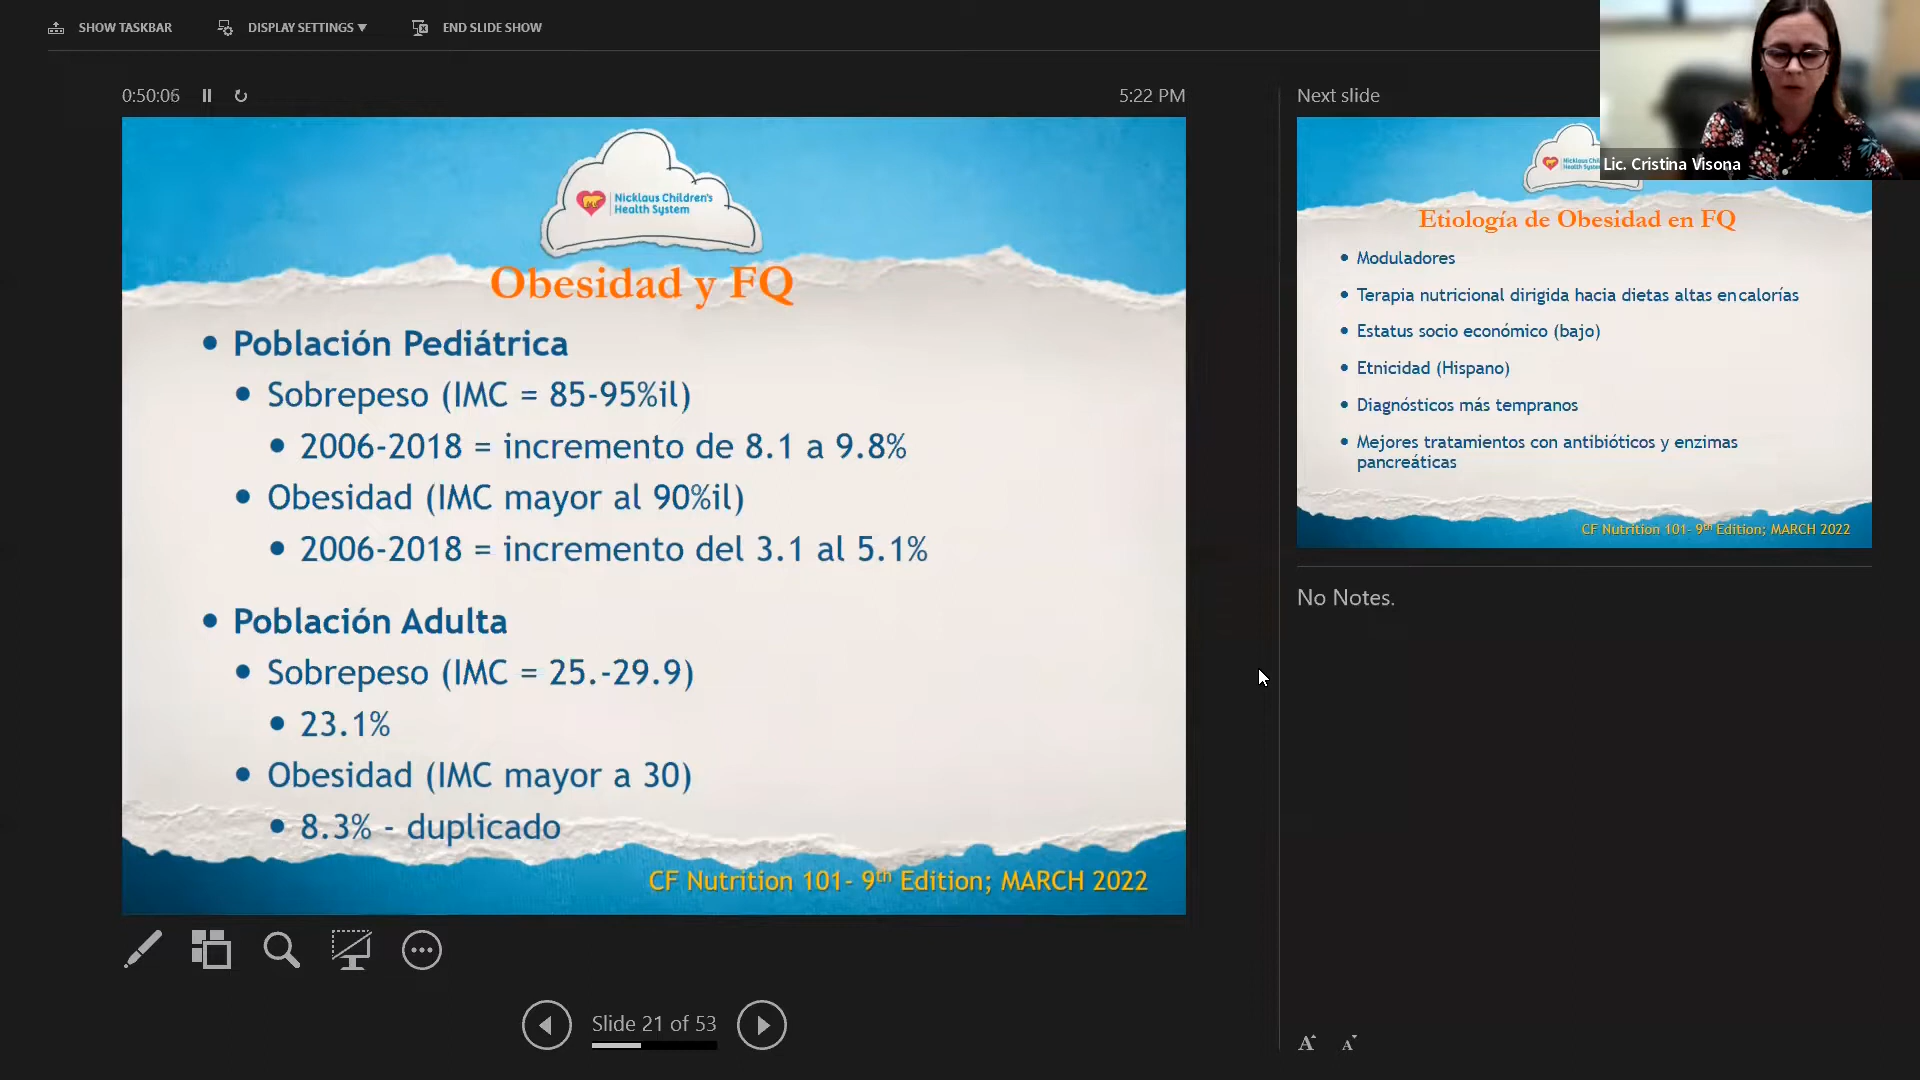 SHOW TASKBAR
DISPLAY SETTINGS ▾
END SLIDE SHOW
0:50:06
5:22 PM
Nicklaus Children's
Health System
Obesidad y FQ
• Población Pediátrica
• Sobrepeso (IMC = 85-95%il)
• 2006-2018 = incremento de 8.1 a 9.8%
• Obesidad (IMC mayor al 90%il)
• 2006-2018 = incremento del 3.1 al 5.1%
• Población Adulta
• Sobrepeso (IMC = 25.-29.9)
• 23.1%
• Obesidad (IMC mayor a 30)
• 8.3% - duplicado
CF Nutrition 101- 9th Edition; MARCH 2022
Slide 21 of 53
Next slide
Lic. Cristina Visona
Nicklaus
Health System
Etiología de Obesidad en FQ
• Moduladores
• Terapia nutricional dirigida hacia dietas altas en calorías
• Estatus socio económico (bajo)
• Etnicidad (Hispano)
• Diagnósticos más tempranos
• Mejores tratamientos con antibióticos y enzimas
pancreáticas
CF Nutrition 101- 9th Edition; MARCH 2022
No Notes.
A A